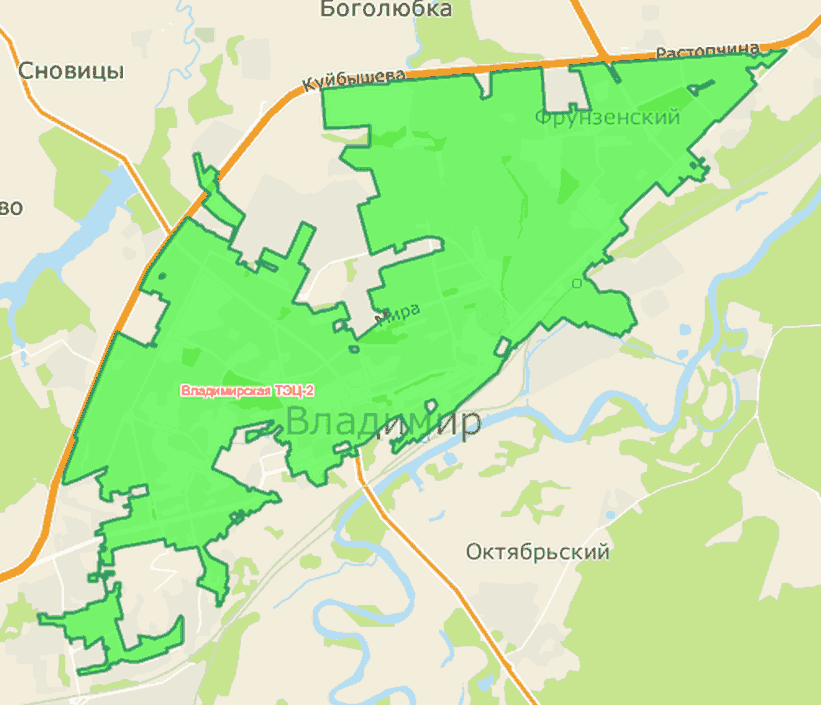 Боголюбка
Сновицы
Куйбышева
Растопчина
Фрунзенский
во
Мира
Владимирская ТЭЦ-2
Владимир
Октябрьский